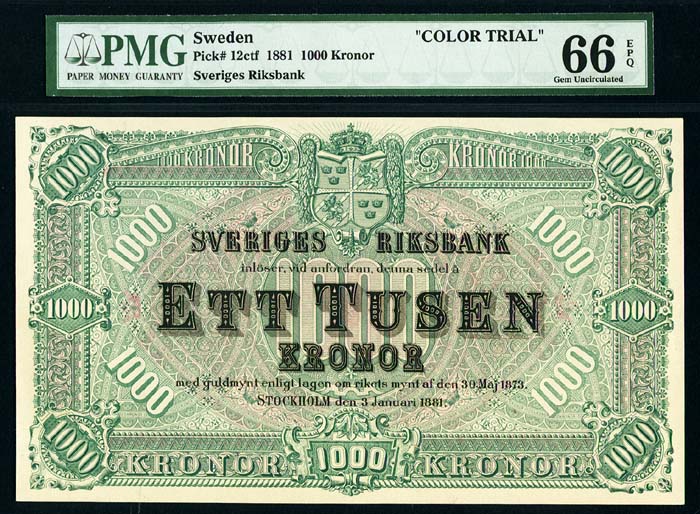 PMG
PAPER MONEY GUARANTY
Sweden
Pick# 12ctf 1881 1000 Kronor
Sveriges Riksbank
"COLOR TRIAL"
66 EPQ
Gem Uncirculated
1000
KRONOR
KRONOR
1000
1000
1000
SVERIGES RIKSBANK
inlöser, vid anfordran, denna sedel å
1000
1000
ETT TUSEN
1000
KRONOR
med guldmynt enligt lagen om rikets mynt af den 30. Maj 1873.
STOCKHOLM den 3 Januari 1881.
1000
1000
1000
KRONOR
1000
KRONOR
1000